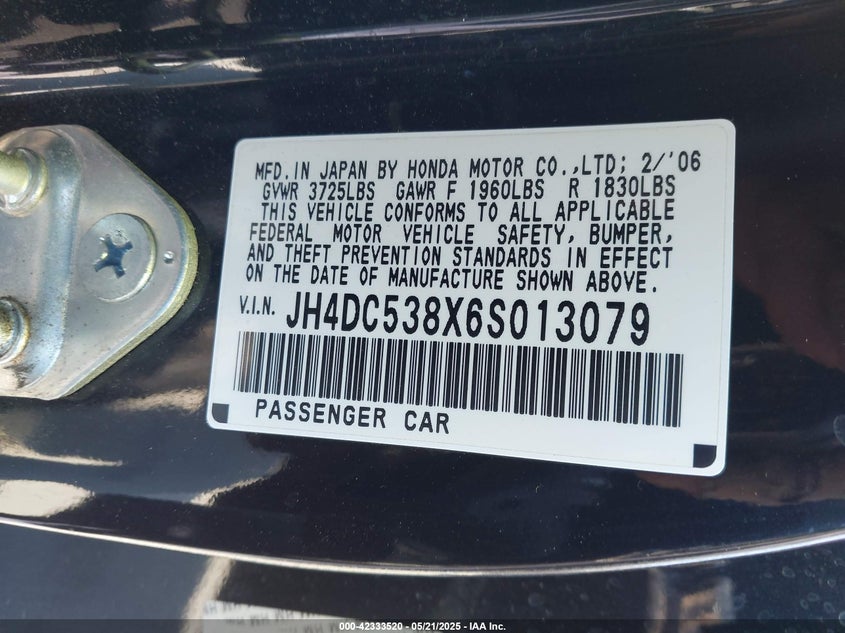 MFD.IN JAPAN BY HONDA MOTOR CO.,LTD; 2/'06
GVWR 3725LBS GAWR F 1960LBS R 1830LBS
THIS VEHICLE CONFORMS TO ALL APPLICABLE
FEDERAL MOTOR VEHICLE SAFETY, BUMPER,
AND THEFT PREVENTION STANDARDS IN EFFECT
ON THE DATE OF MANUFACTURE SHOWN ABOVE.
V.I.N. JH4DC538X6S013079
PASSENGER CAR
000-42333520 - 05/21/2025 - IAA Inc.